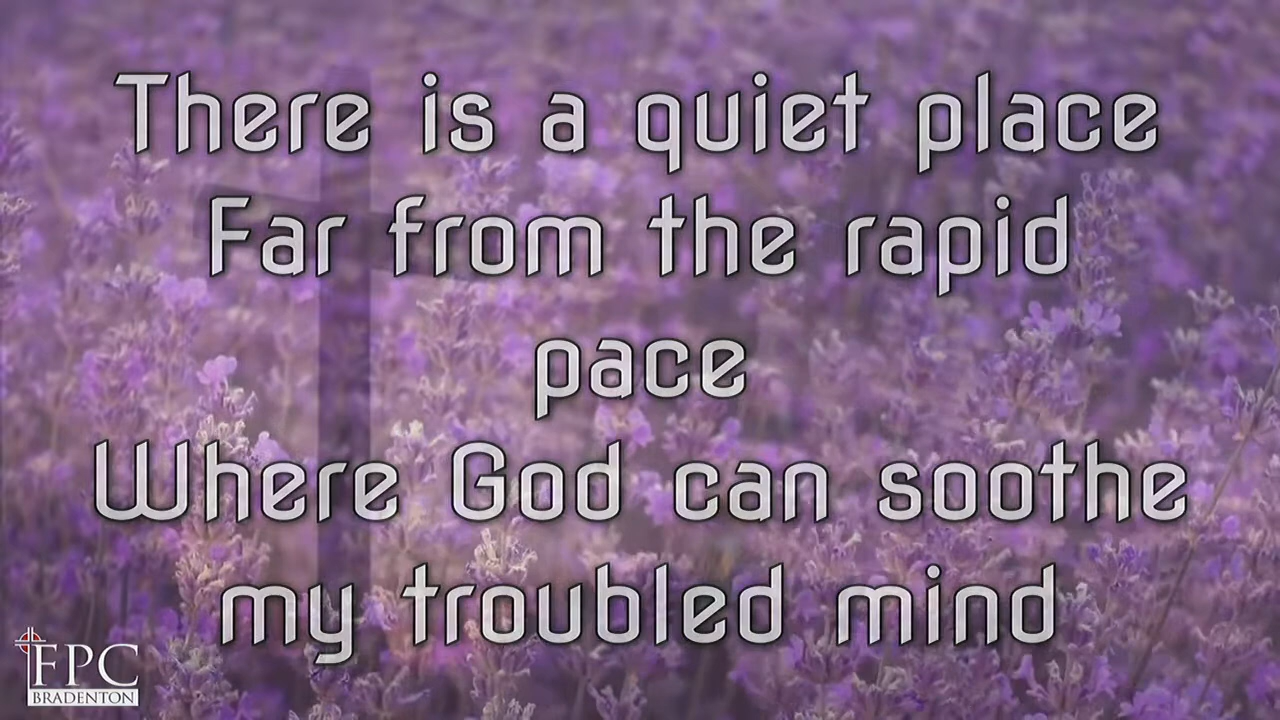 There is a quiet place
Far from the rapid
pace
Where God can soothe
my troubled mind
FPC
BRADENTON